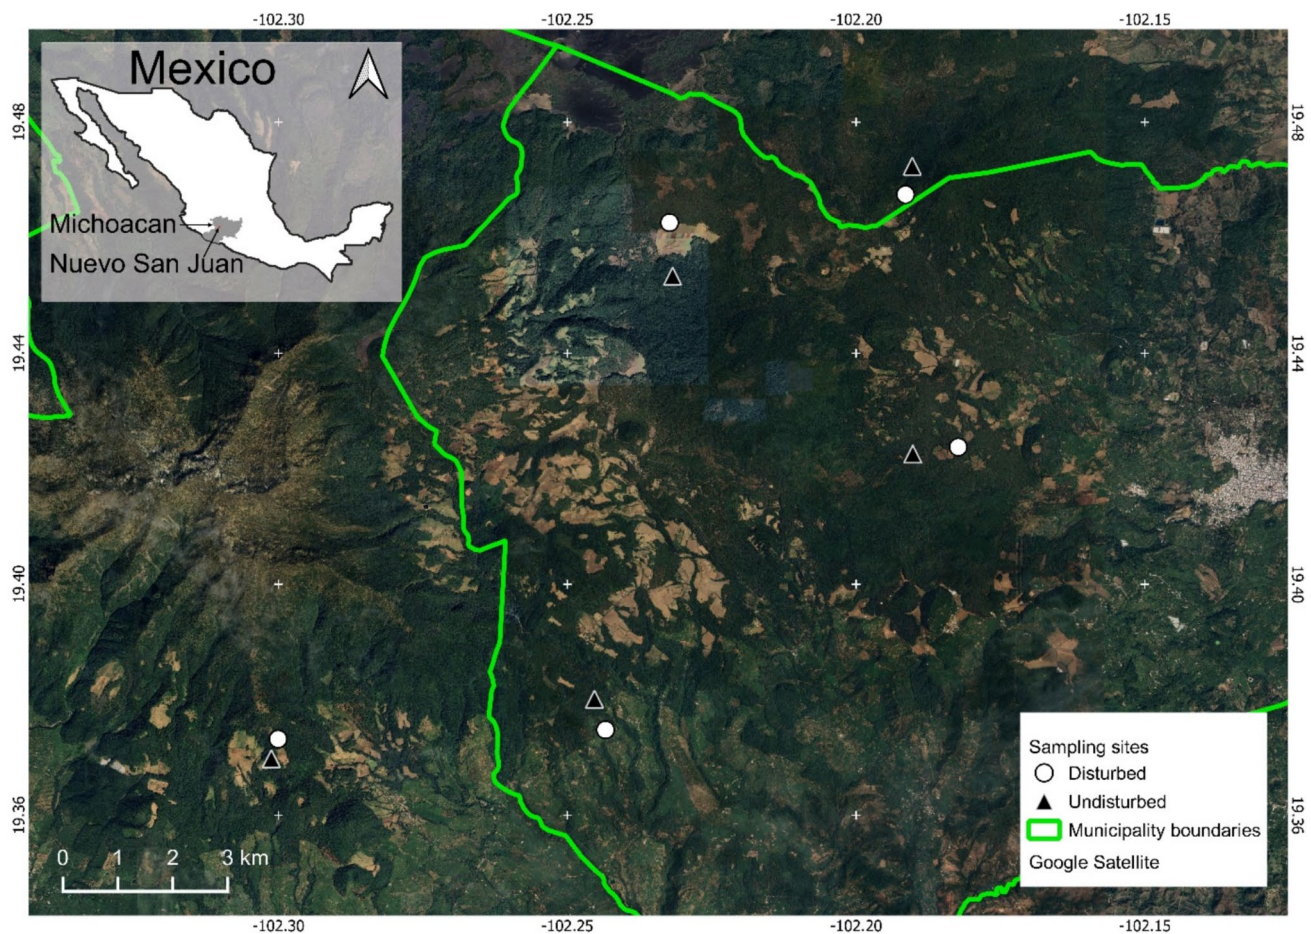 -102.30 -102.25 -102.20 -102.15
Mexico
Michoacan
Nuevo San Juan
19.48 19.48
19.44 19.44
19.40 19.40
19.36 19.36
0 1 2 3 km
Sampling sites
Disturbed
Undisturbed
Municipality boundaries
Google Satellite
-102.30 -102.25 -102.20 -102.15